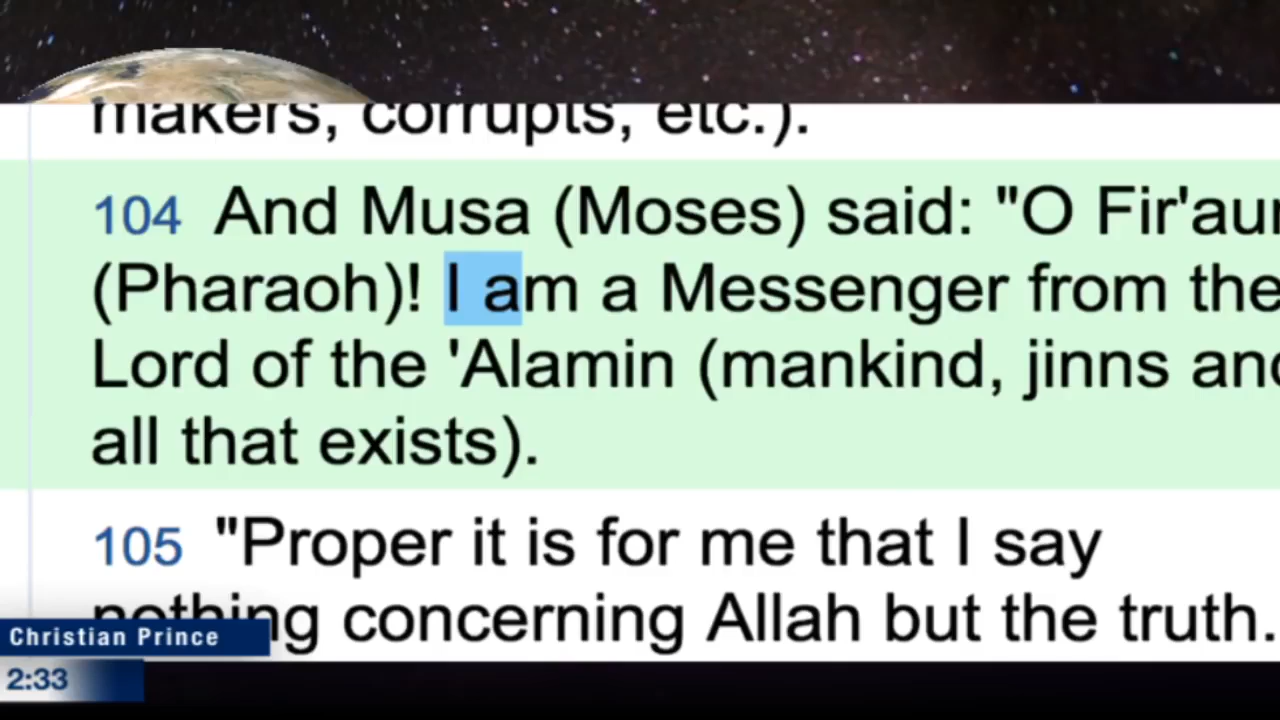 makers, corrupts, etc.).
104 And Musa (Moses) said: "O Fir'aun
(Pharaoh)! I am a Messenger from the
Lord of the 'Alamin (mankind, jinns and
all that exists).
105 "Proper it is for me that I say
nothing concerning Allah but the truth.
Christian Prince
2:33